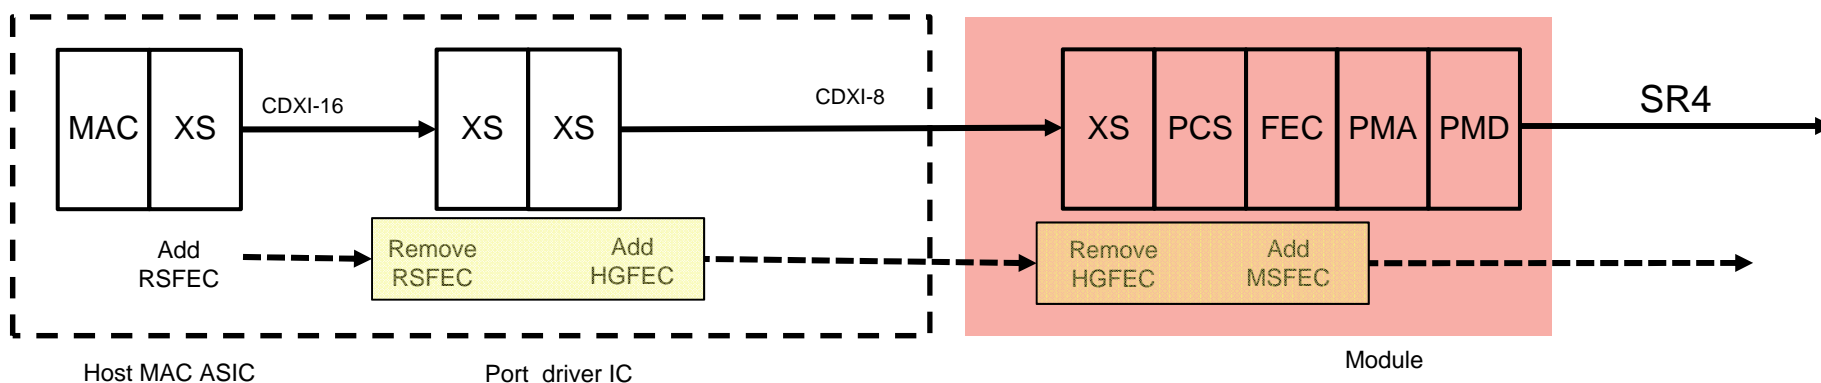 MAC XS
CDXI-16
XS XS
CDXI-8
XS PCS FEC PMA PMD
SR4
Add
RSFEC
Remove
RSFEC
Add
HGFEC
Remove
HGFEC
Add
MSFEC
Host MAC ASIC
Port driver IC
Module